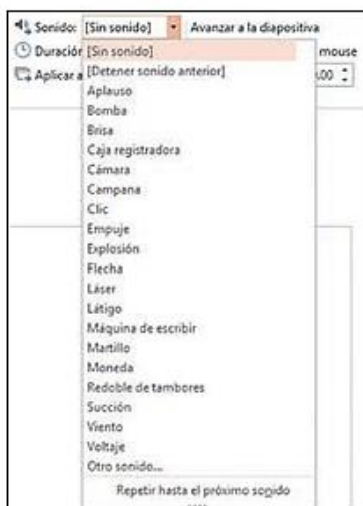 Sonido: [Sin sonido] Avanzar a la diapositiva
Duración [Sin sonido] mouse
Aplicar a [Detener sonido anterior] .00
Aplauso
Bomba
Brisa
Caja registradora
Cámara
Campana
Clic
Empuje
Explosión
Flecha
Láser
Látigo
Máquina de escribir
Martillo
Moneda
Redoble de tambores
Succión
Viento
Voltaje
Otro sonido...
Repetir hasta el próximo sonido